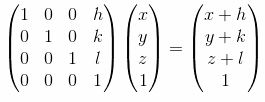 1 0 0 h x x + h
0 1 0 k y = y + k
0 0 1 l z z + l
0 0 0 1 1 1